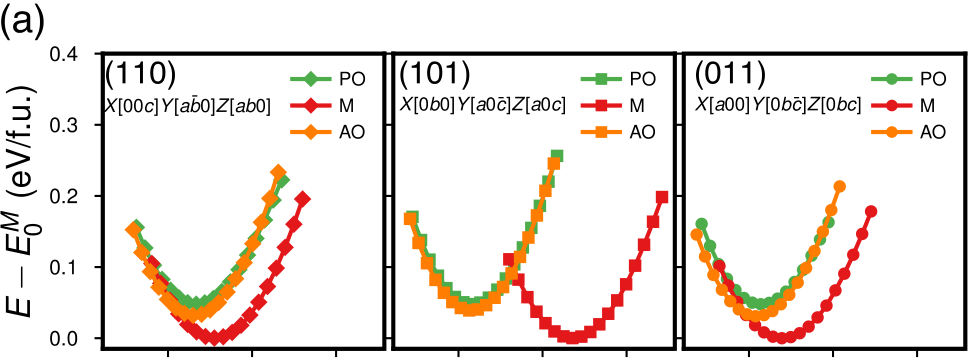 (a)
E − E₀ᴹ (eV/f.u.)
0.4
0.3
0.2
0.1
0.0
(110)
X[00c]Y[ab̄0]Z[ab0]
PO
M
AO
(101)
X[0b0]Y[a0c̄]Z[a0c]
PO
M
AO
(011)
X[a00]Y[0bc̄]Z[0bc]
PO
M
AO